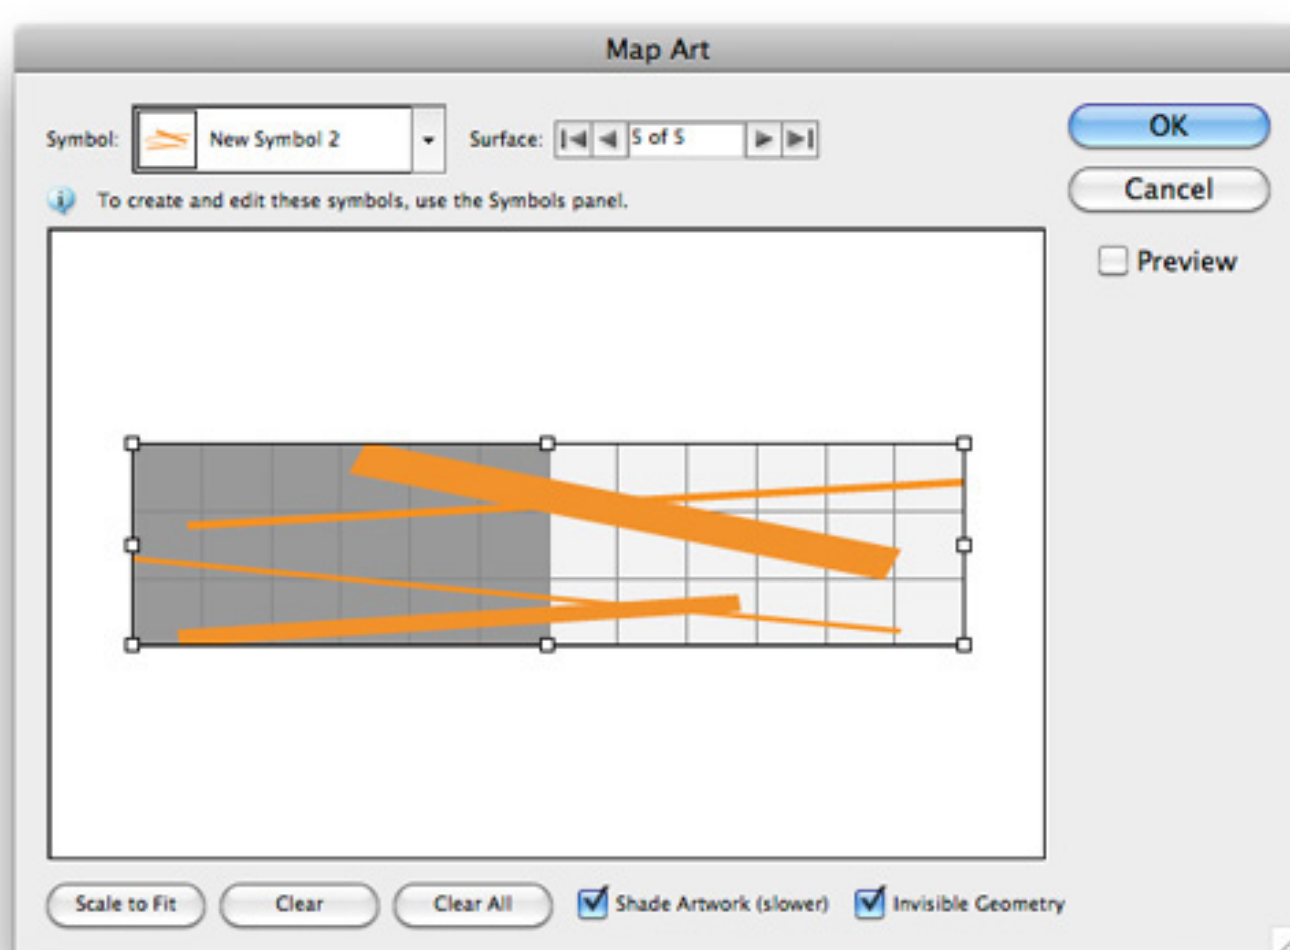 Map Art
Symbol: New Symbol 2 Surface: 5 of 5
OK
Cancel
To create and edit these symbols, use the Symbols panel.
Preview
Scale to Fit Clear Clear All Shade Artwork (slower) Invisible Geometry